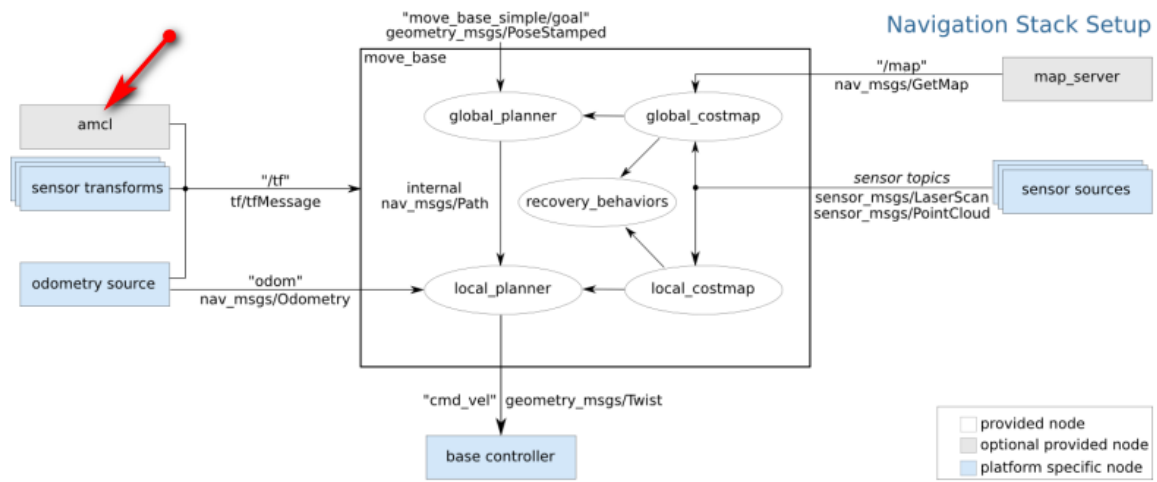 "move_base_simple/goal"
geometry_msgs/PoseStamped
Navigation Stack Setup
move_base
"/map"
nav_msgs/GetMap
map_server
amcl
global_planner
global_costmap
sensor transforms
"/tf"
tf/tfMessage
internal
nav_msgs/Path
recovery_behaviors
sensor topics
sensor_msgs/LaserScan
sensor_msgs/PointCloud
sensor sources
odometry source
"odom"
nav_msgs/Odometry
local_planner
local_costmap
"cmd_vel" geometry_msgs/Twist
base controller
provided node
optional provided node
platform specific node